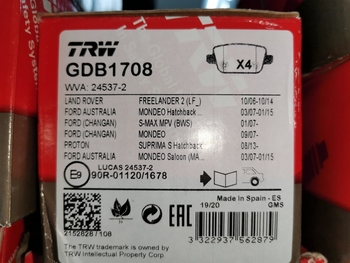 TRW
GDB1708
X4
WVA: 24537-2
LAND ROVER FREELANDER 2 (LF_) 10/06-10/14
FORD AUSTRALIA MONDEO Hatchback... 03/07-01/15
FORD (CHANGAN) S-MAX MPV (BWS) 07/07-
FORD (CHANGAN) MONDEO 09/07-
PROTON SUPRIMA S Hatchback 08/13-
FORD AUSTRALIA MONDEO Saloon (MA... 03/07-01/15
LUCAS 24537-2
E9 90R-01120/1678
Made in Spain - ES
19/20 GMS
EAC
21528287108
The TRW trademark is owned by
TRW Intellectual Property Corp
3 322937 562879